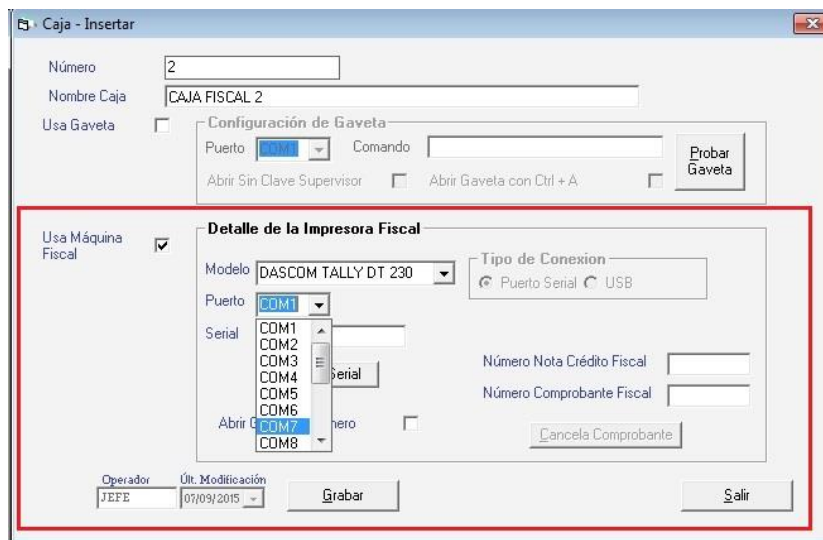 Caja - Insertar
Número 2
Nombre Caja CAJA FISCAL 2
Usa Gaveta
Configuración de Gaveta
Puerto COM1 Comando
Probar Gaveta
Abrir Sin Clave Supervisor Abrir Gaveta con Ctrl + A
Usa Máquina Fiscal
Detalle de la Impresora Fiscal
Modelo DASCOM TALLY DT 230
Tipo de Conexion
Puerto Serial USB
Puerto COM1
Serial
COM1
COM2
COM3
COM4
COM5
COM6
COM7
COM8
Serial
Número Nota Crédito Fiscal
Número Comprobante Fiscal
Abrir
Cancela Comprobante
Operador Últ. Modificación
JEFE 07/09/2015
Grabar
Salir